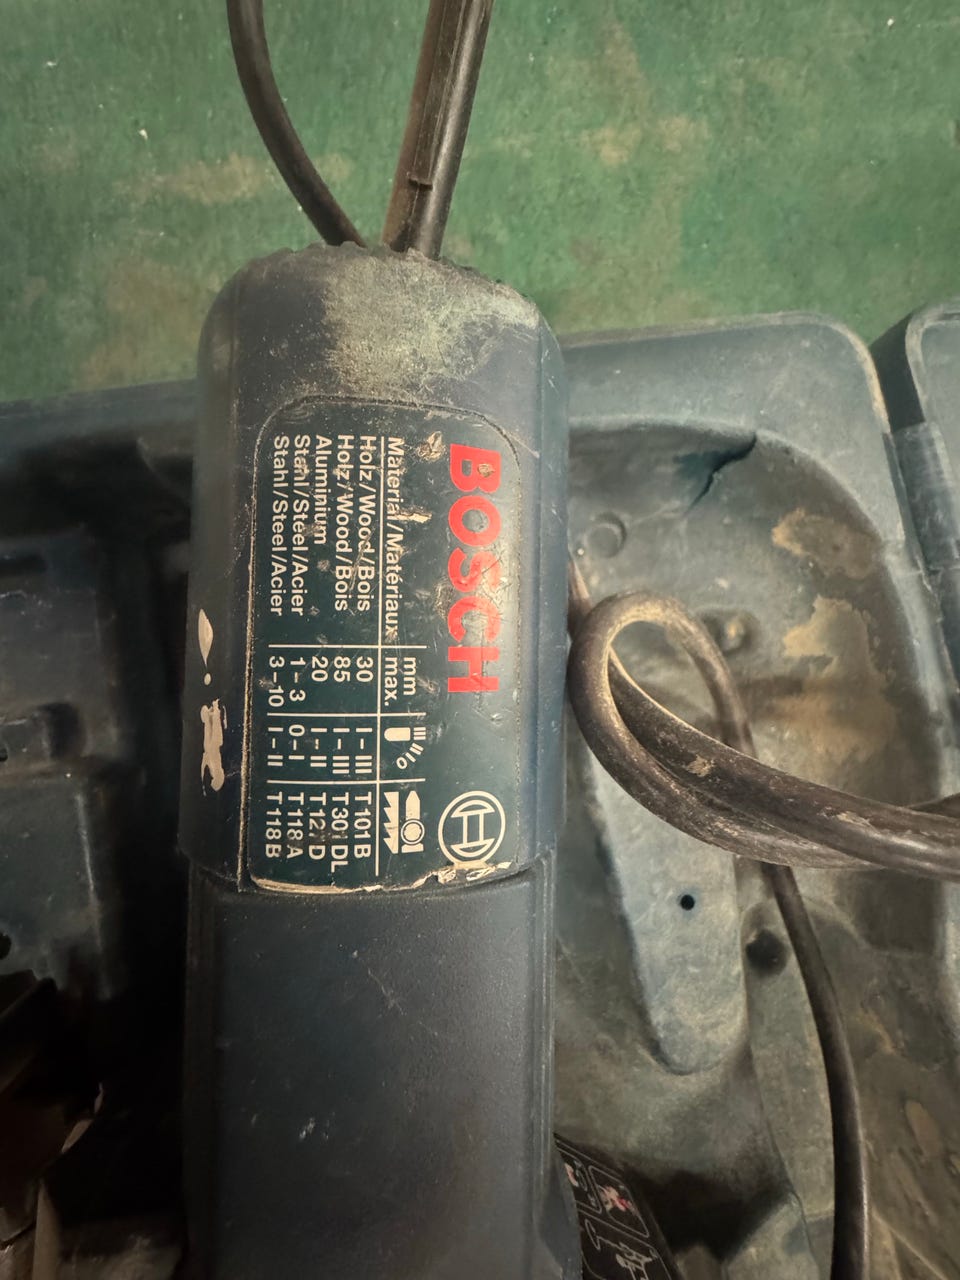 BOSCH
Material/Matériaux mm max.
Holz/Wood/Bois 30 I-III T101B
Holz/Wood/Bois 85 I-III T301DL
Aluminium 20 I-II T127D
Stahl/Steel/Acier 1-3 0-I T118A
Stahl/Steel/Acier 3-10 I-II T118B